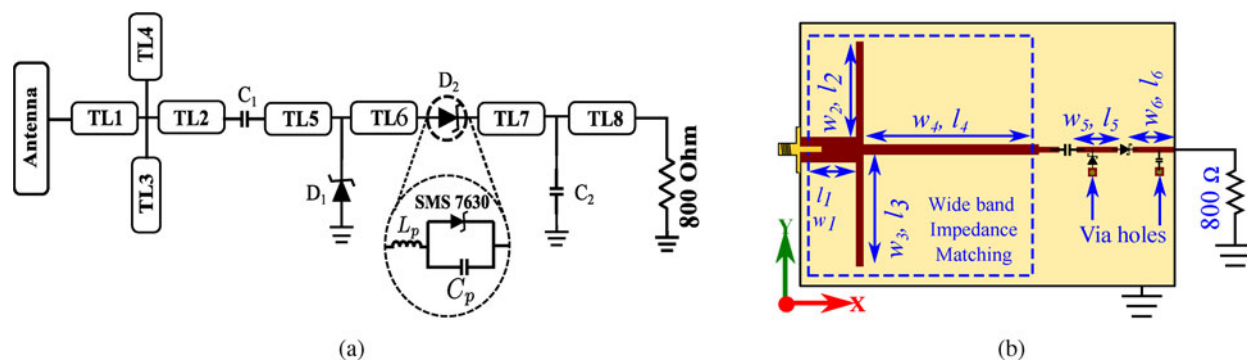 Antenna
TL1
TL4
TL3
TL2
C1
TL5
D1
TL6
D2
TL7
C2
TL8
800 Ohm
SMS 7630
Lp
Cp
(a)
w2, l2
w4, l4
w5, l5
w6, l6
l1
w1
w3, l3
Wide band
Impedance
Matching
Via holes
800 Ω
Y
X
(b)